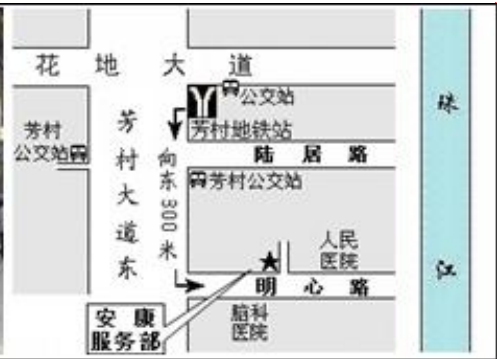 花地大道
公交站
芳村地铁站
芳村
公交站
芳村大道东
向东300米
陆居路
芳村公交站
人民
医院
明心路
安康
服务部
脑科
医院
珠江